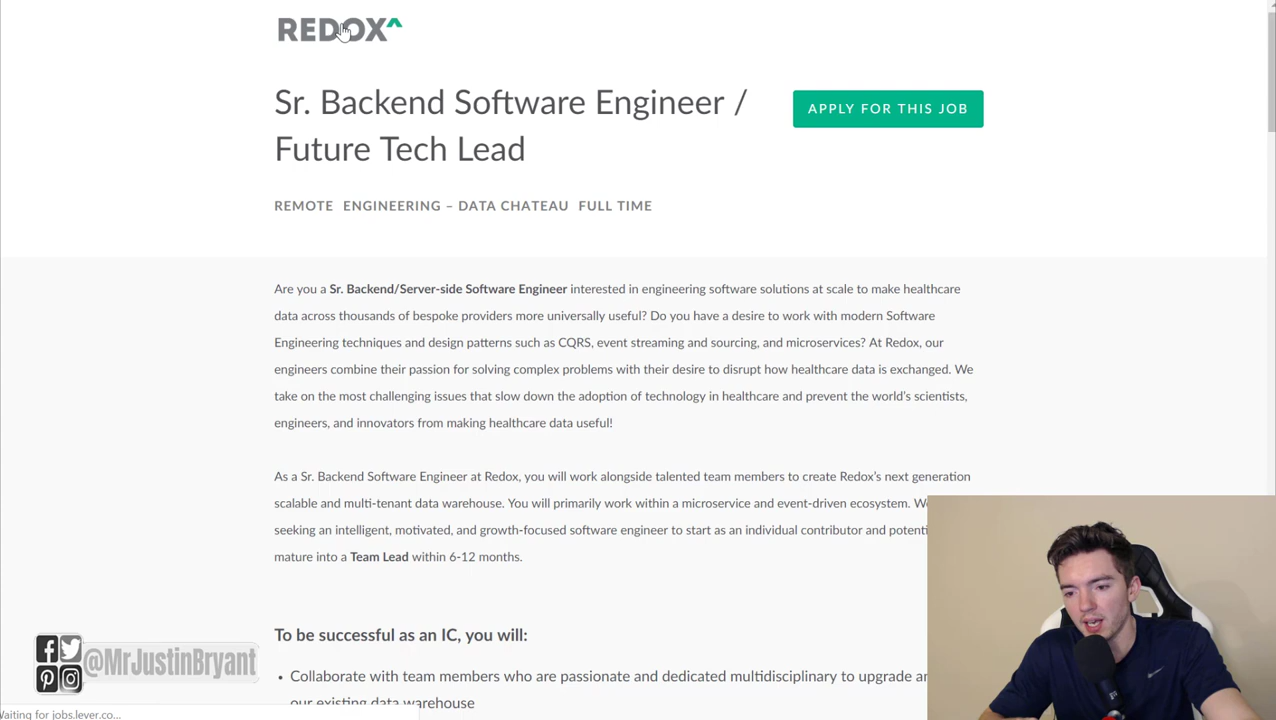 REDOX^
Sr. Backend Software Engineer /
Future Tech Lead
APPLY FOR THIS JOB
REMOTE ENGINEERING – DATA CHATEAU FULL TIME
Are you a Sr. Backend/Server-side Software Engineer interested in engineering software solutions at scale to make healthcare
data across thousands of bespoke providers more universally useful? Do you have a desire to work with modern Software
Engineering techniques and design patterns such as CQRS, event streaming and sourcing, and microservices? At Redox, our
engineers combine their passion for solving complex problems with their desire to disrupt how healthcare data is exchanged. We
take on the most challenging issues that slow down the adoption of technology in healthcare and prevent the world's scientists,
engineers, and innovators from making healthcare data useful!
As a Sr. Backend Software Engineer at Redox, you will work alongside talented team members to create Redox's next generation
scalable and multi-tenant data warehouse. You will primarily work within a microservice and event-driven ecosystem.
seeking an intelligent, motivated, and growth-focused software engineer to start as an individual contributor and
mature into a Team Lead within 6-12 months.
To be successful as an IC, you will:
• Collaborate with team members who are passionate and dedicated multidisciplinary to upgrade
our existing data warehouse
@MrJustinBryant
Waiting for jobs.lever.co...